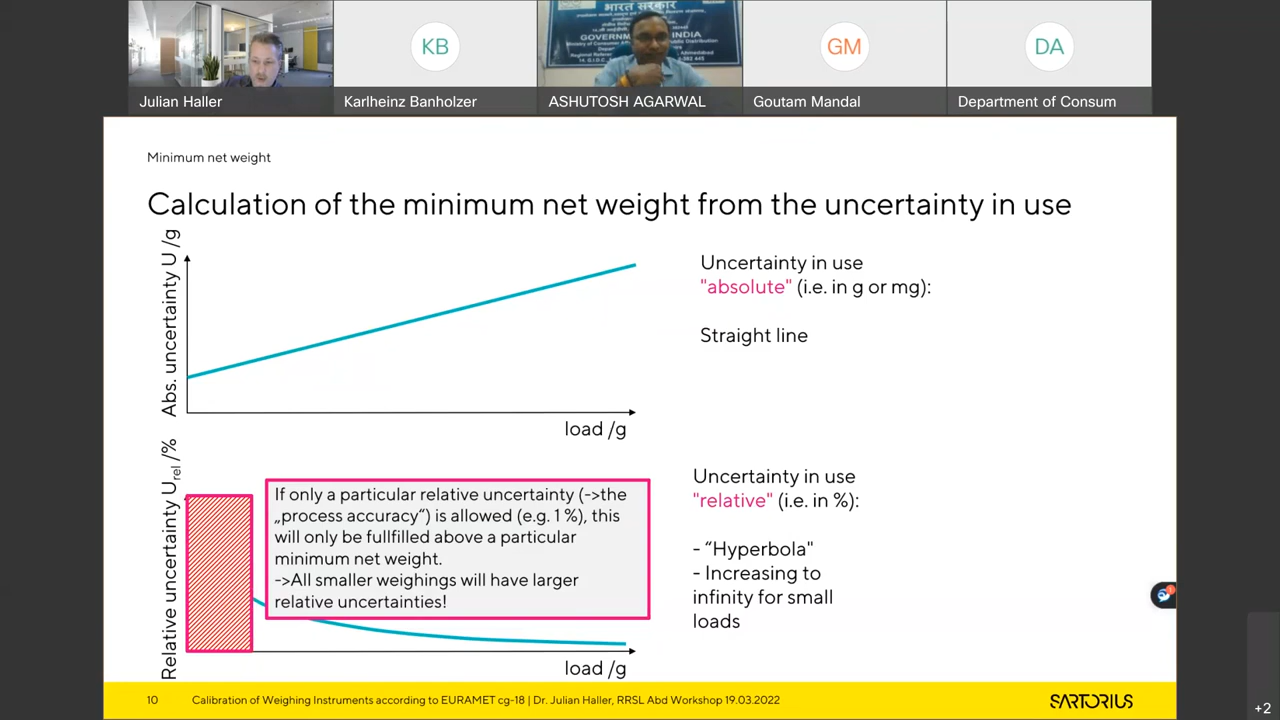 KB
भारत सरकार
GOVERNM
INDIA
GM
DA
Julian Haller
Karlheinz Banholzer
ASHUTOSH AGARWAL
Goutam Mandal
Department of Consum
Minimum net weight
Calculation of the minimum net weight from the uncertainty in use
Abs. uncertainty U /g
load /g
Uncertainty in use
"absolute" (i.e. in g or mg):
Straight line
Relative uncertainty Urel /%
If only a particular relative uncertainty (->the
„process accuracy“) is allowed (e.g. 1 %), this
will only be fullfilled above a particular
minimum net weight.
->All smaller weighings will have larger
relative uncertainties!
load /g
Uncertainty in use
"relative" (i.e. in %):
- “Hyperbola"
- Increasing to
infinity for small
loads
10
Calibration of Weighing Instruments according to EURAMET cg-18 | Dr. Julian Haller, RRSL Abd Workshop 19.03.2022
SARTORIUS
+2